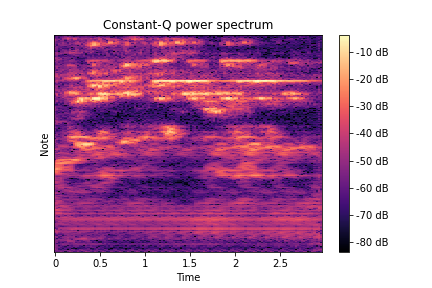 Constant-Q power spectrum
Note
-10 dB
-20 dB
-30 dB
-40 dB
-50 dB
-60 dB
-70 dB
-80 dB
0 0.5 1 1.5 2 2.5
Time